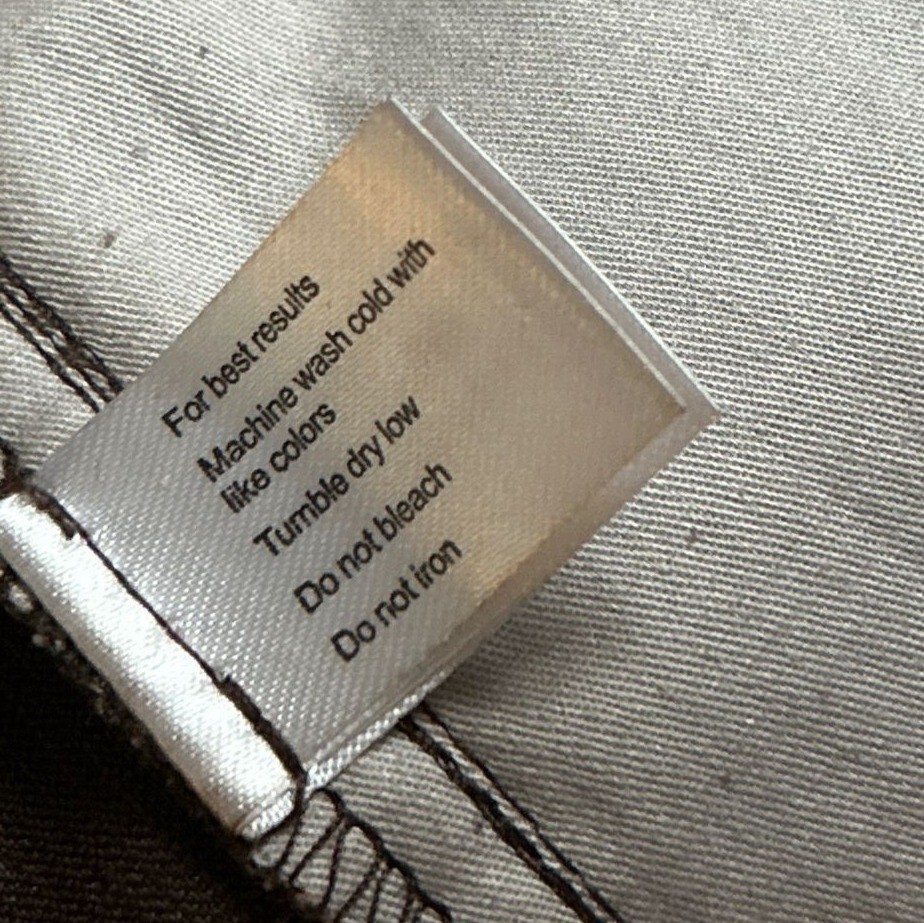 For best results
Machine wash cold with
like colors
Tumble dry low
Do not bleach
Do not iron